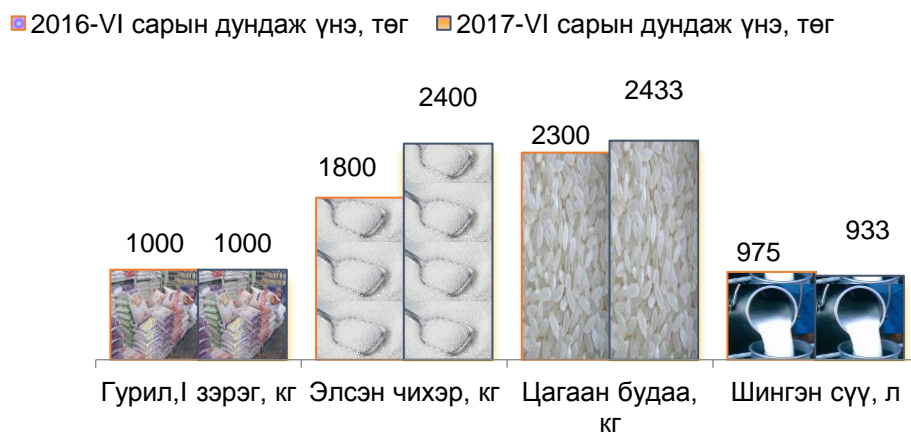 2016-VI сарын дундаж үнэ, төг 2017-VI сарын дундаж үнэ, төг
2400 2433
1800 2300
1000 1000 975 933
Гурил,I зэрэг, кг Элсэн чихэр, кг Цагаан будаа, кг Шингэн сүү, л